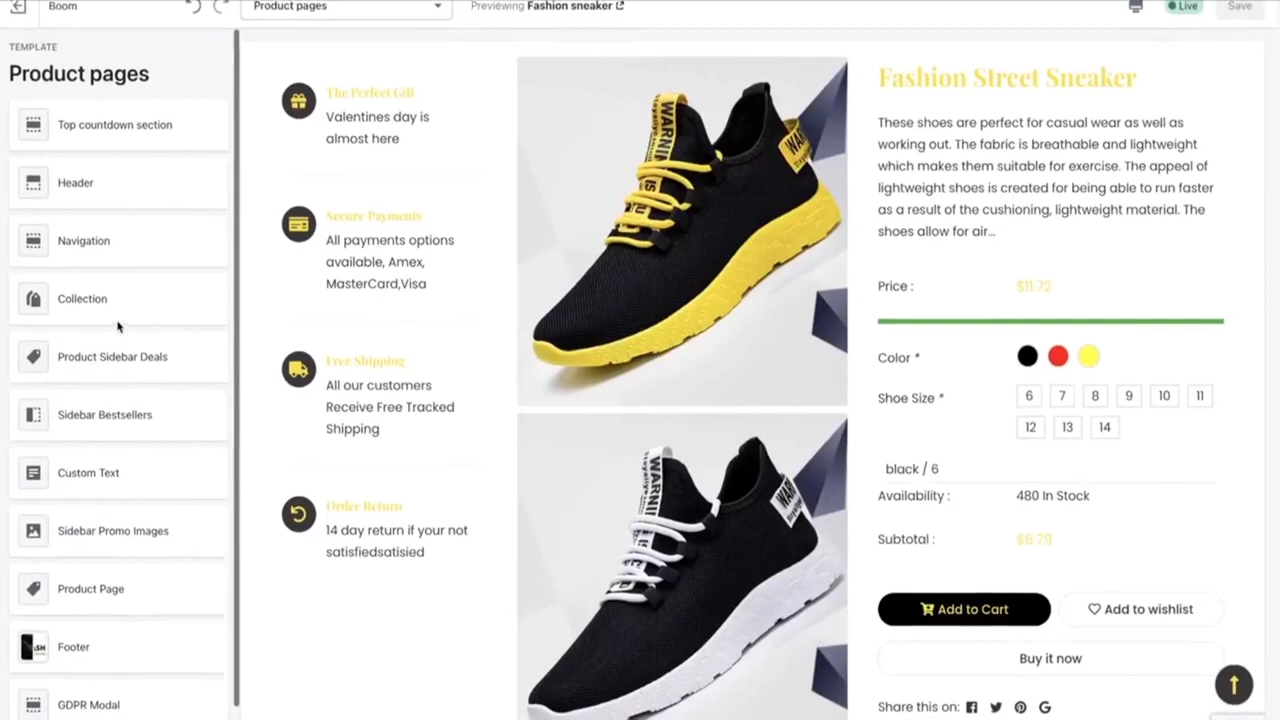 Boom
Product pages
Previewing Fashion sneaker
Live
Save
TEMPLATE
Product pages
Top countdown section
Header
Navigation
Collection
Product Sidebar Deals
Sidebar Bestsellers
Custom Text
Sidebar Promo Images
Product Page
Footer
GDPR Modal
The Perfect Gift
Valentines day is
almost here
Secure Payments
All payments options
available, Amex,
MasterCard,Visa
Free Shipping
All our customers
Receive Free Tracked
Shipping
Order Return
14 day return if your not
satisfiedsatisied
Fashion Street Sneaker
These shoes are perfect for casual wear as well as
working out. The fabric is breathable and lightweight
which makes them suitable for exercise. The appeal of
lightweight shoes is created for being able to run faster
as a result of the cushioning, lightweight material. The
shoes allow for air...
Price : $11.72
Color *
Shoe Size * 6 7 8 9 10 11
12 13 14
black / 6
Availability : 480 In Stock
Subtotal : $6.79
Add to Cart Add to wishlist
Buy it now
Share this on: